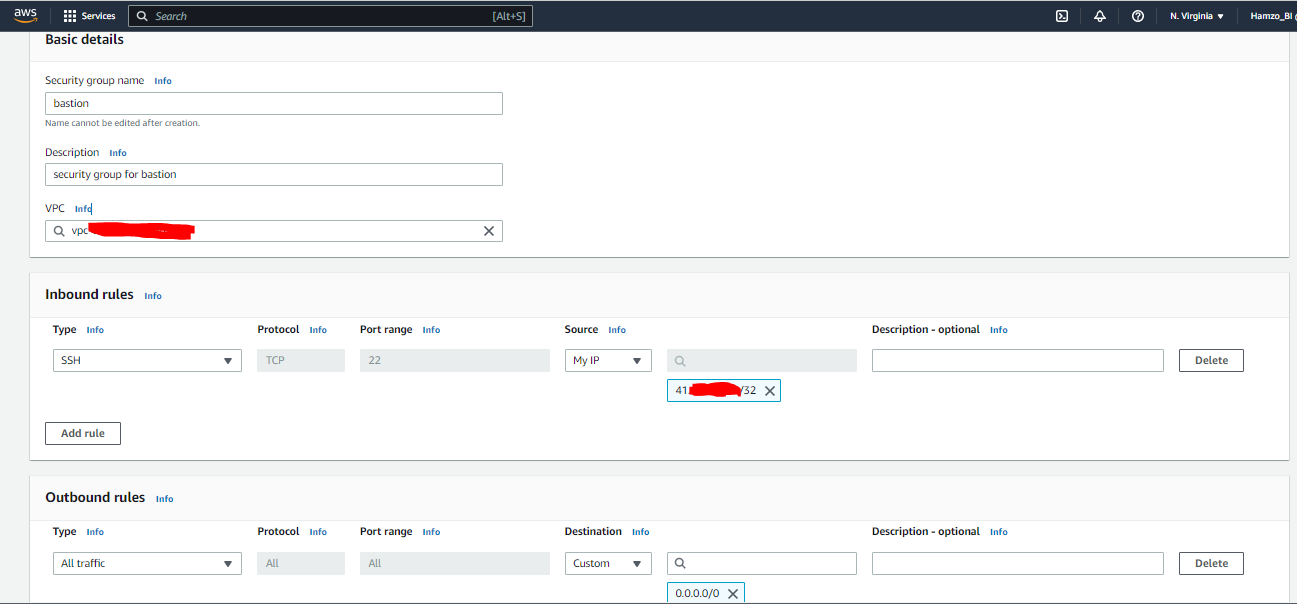 aws Services Search [Alt+S] N. Virginia Hamzo_BI
Basic details
Security group name Info
bastion
Name cannot be edited after creation.
Description Info
security group for bastion
VPC Info
vpc
Inbound rules Info
Type Info Protocol Info Port range Info Source Info Description - optional Info
SSH TCP 22 My IP Delete
41 /32
Add rule
Outbound rules Info
Type Info Protocol Info Port range Info Destination Info Description - optional Info
All traffic All All Custom Delete
0.0.0.0/0